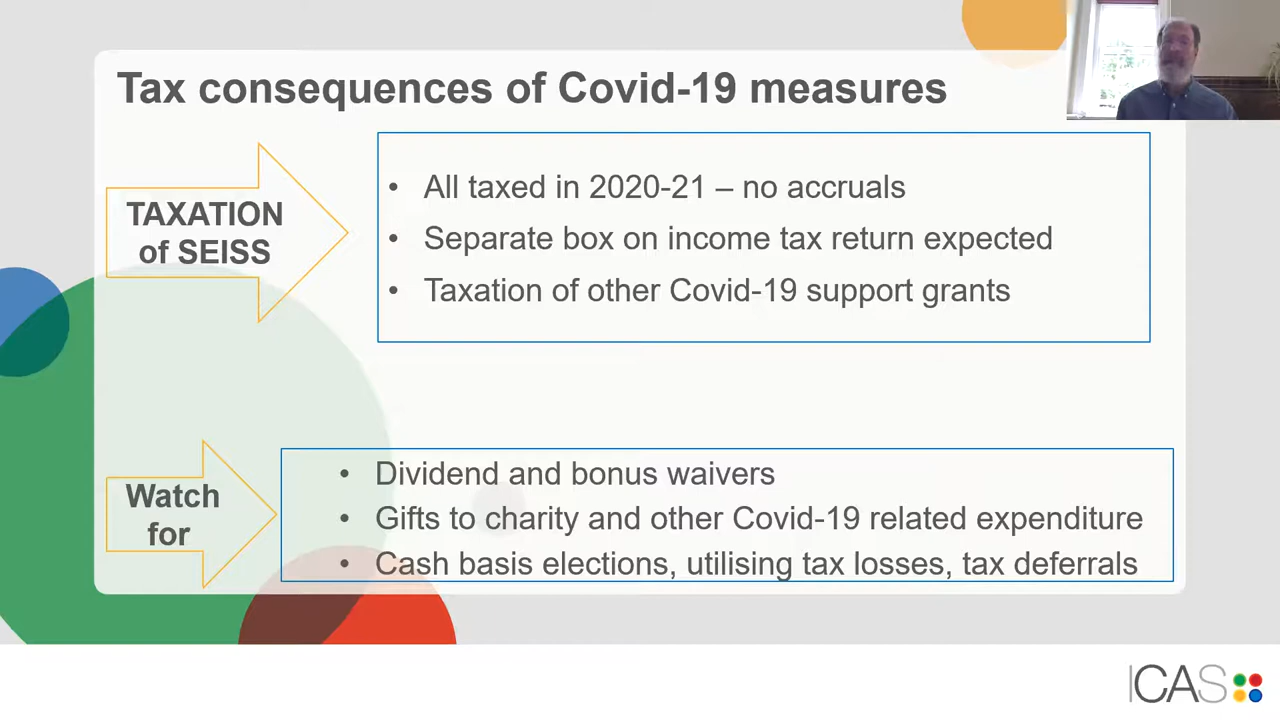 Tax consequences of Covid-19 measures
TAXATION
of SEISS
• All taxed in 2020-21 – no accruals
• Separate box on income tax return expected
• Taxation of other Covid-19 support grants
Watch
for
• Dividend and bonus waivers
• Gifts to charity and other Covid-19 related expenditure
• Cash basis elections, utilising tax losses, tax deferrals
ICAS